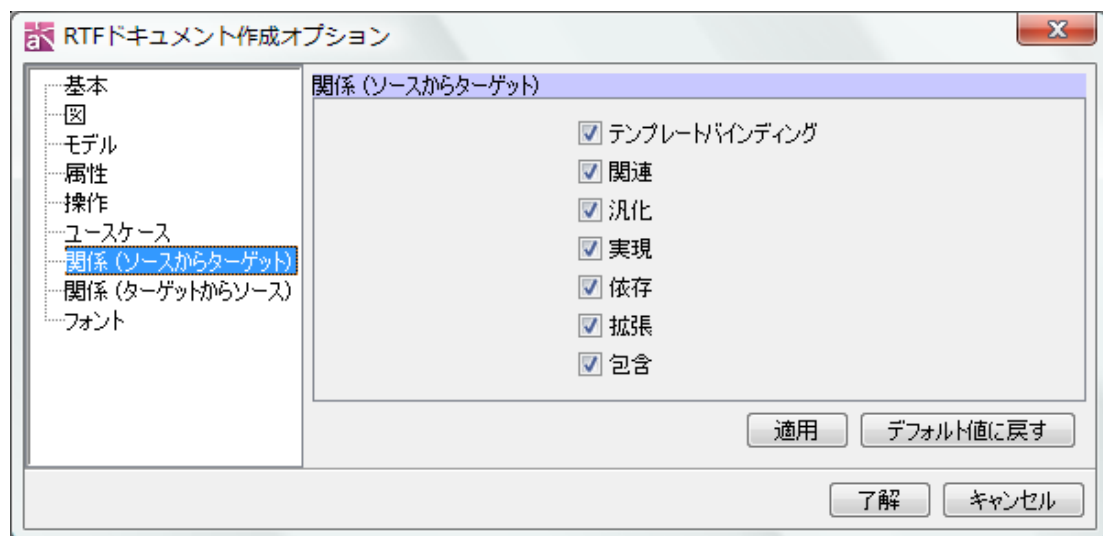 RTFドキュメント作成オプション
基本
図
モデル
属性
操作
ユースケース
関係 (ソースからターゲット)
関係 (ターゲットからソース)
フォント
関係 (ソースからターゲット)
テンプレートバインディング
関連
汎化
実現
依存
拡張
包含
適用 デフォルト値に戻す
了解 キャンセル